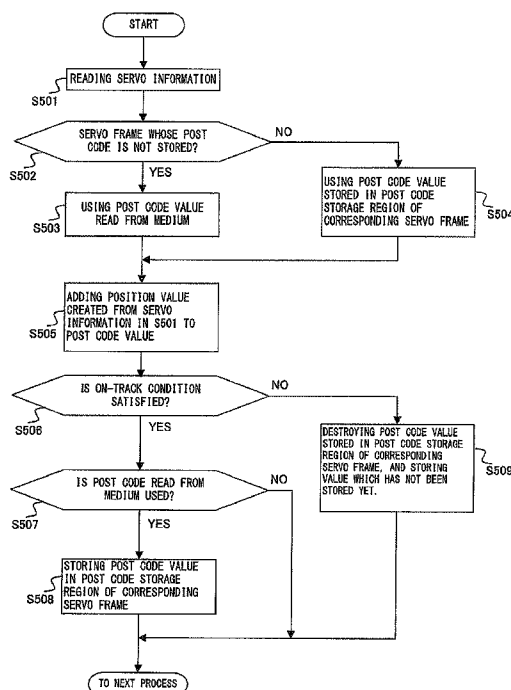 START
READING SERVO INFORMATION
S501
SERVO FRAME WHOSE POST
CODE IS NOT STORED?
NO
S502
YES
USING POST CODE VALUE
READ FROM MEDIUM
S503
USING POST CODE VALUE
STORED IN POST CODE
STORAGE REGION OF
CORRESPONDING SERVO FRAME
S504
ADDING POSITION VALUE
CREATED FROM SERVO
INFORMATION IN S501 TO
POST CODE VALUE
S505
IS ON-TRACK CONDITION
SATISFIED?
NO
S506
YES
DESTROYING POST CODE VALUE
STORED IN POST CODE STORAGE
REGION OF CORRESPONDING
SERVO FRAME, AND STORING
VALUE WHICH HAS NOT BEEN
STORED YET.
S509
IS POST CODE READ FROM
MEDIUM USED?
NO
S507
YES
STORING POST CODE VALUE
IN POST CODE STORAGE
REGION OF CORRESPONDING
SERVO FRAME
S508
TO NEXT PROCESS